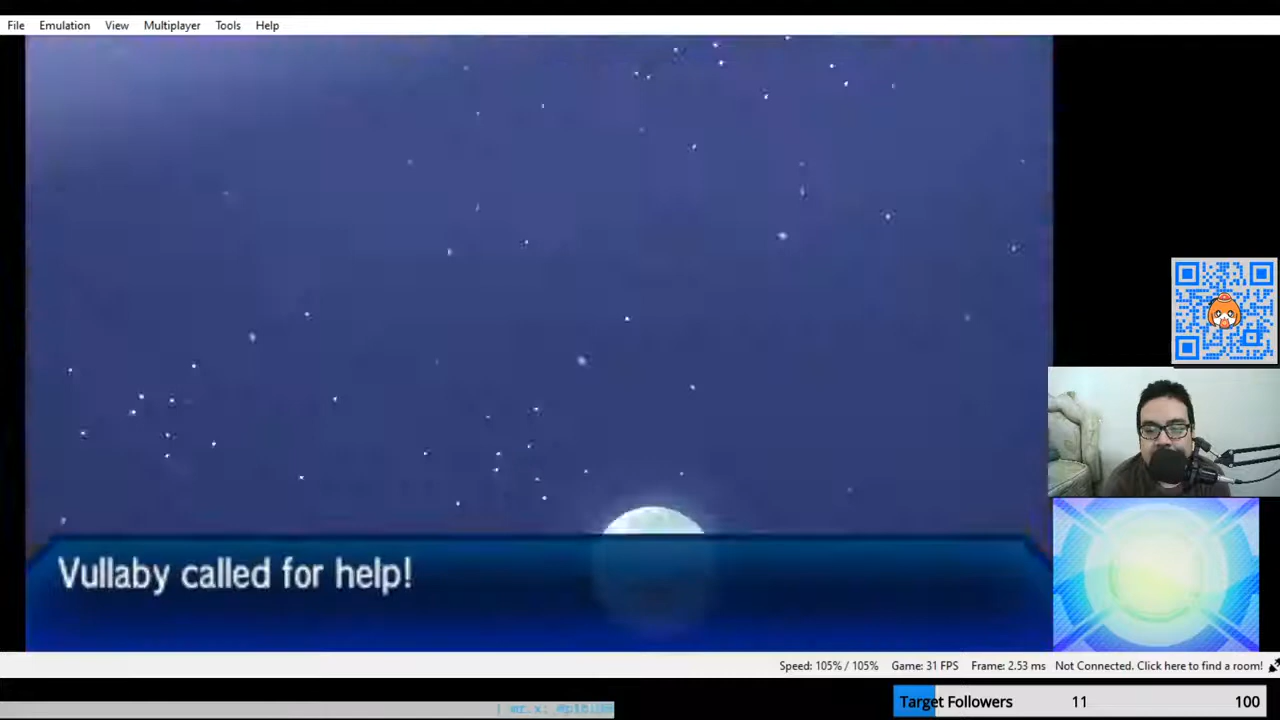 File Emulation View Multiplayer Tools Help
Vullaby called for help!
Speed: 105% / 105% Game: 31 FPS Frame: 2.53 ms Not Connected. Click here to find a room!
Target Followers 11 100
| mr.x: